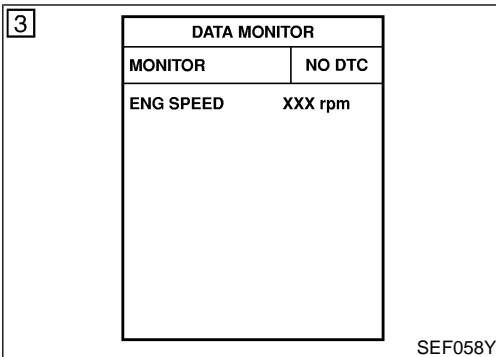 3
DATA MONITOR
MONITOR NO DTC
ENG SPEED XXX rpm
SEF058Y